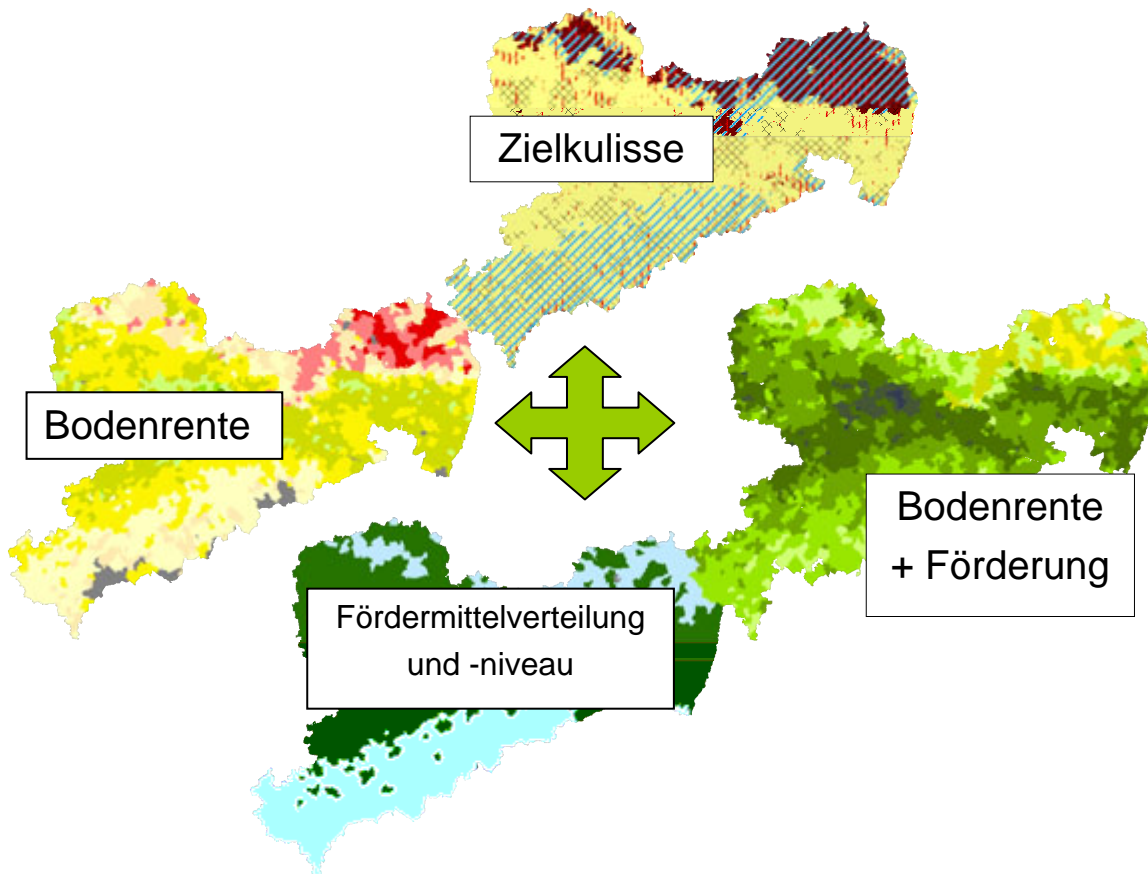 Zielkulisse
Bodenrente
Bodenrente
+ Förderung
Fördermittelverteilung
und -niveau